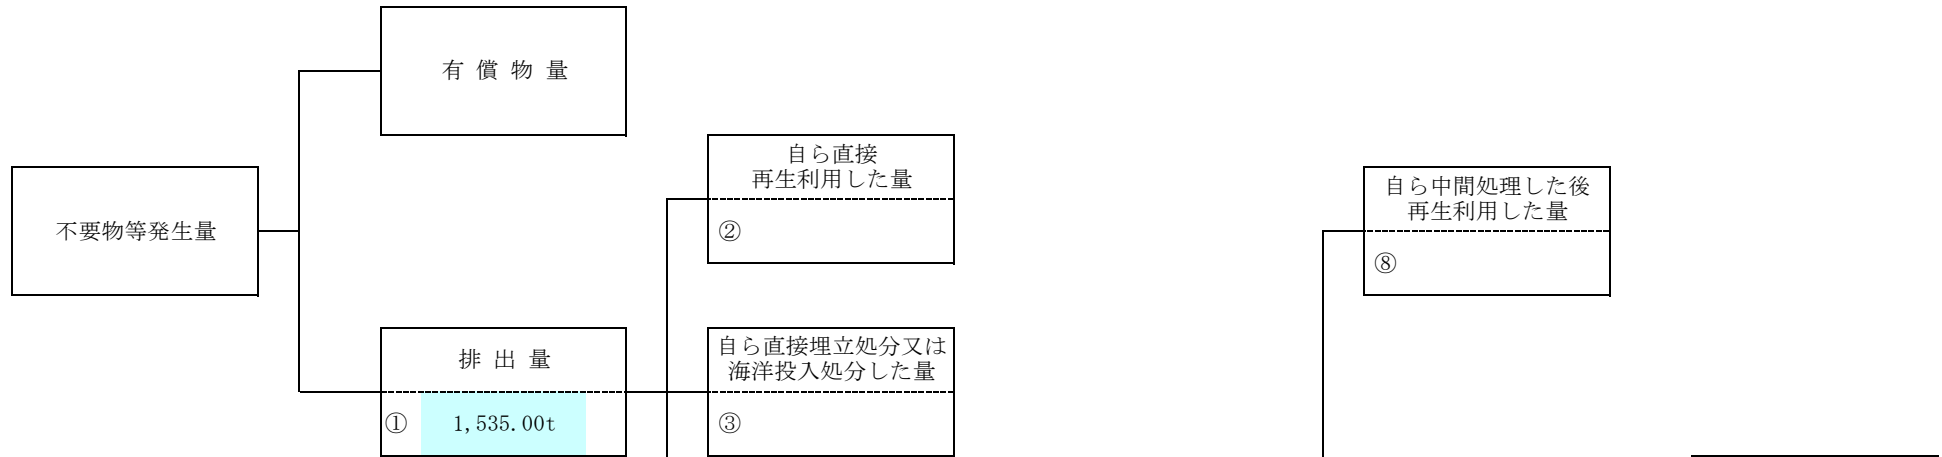 有 償 物 量
自ら直接
再生利用した量
②
不要物等発生量
自ら中間処理した後
再生利用した量
⑧
排 出 量
① 1,535.00t
自ら直接埋立処分又は
海洋投入処分した量
③